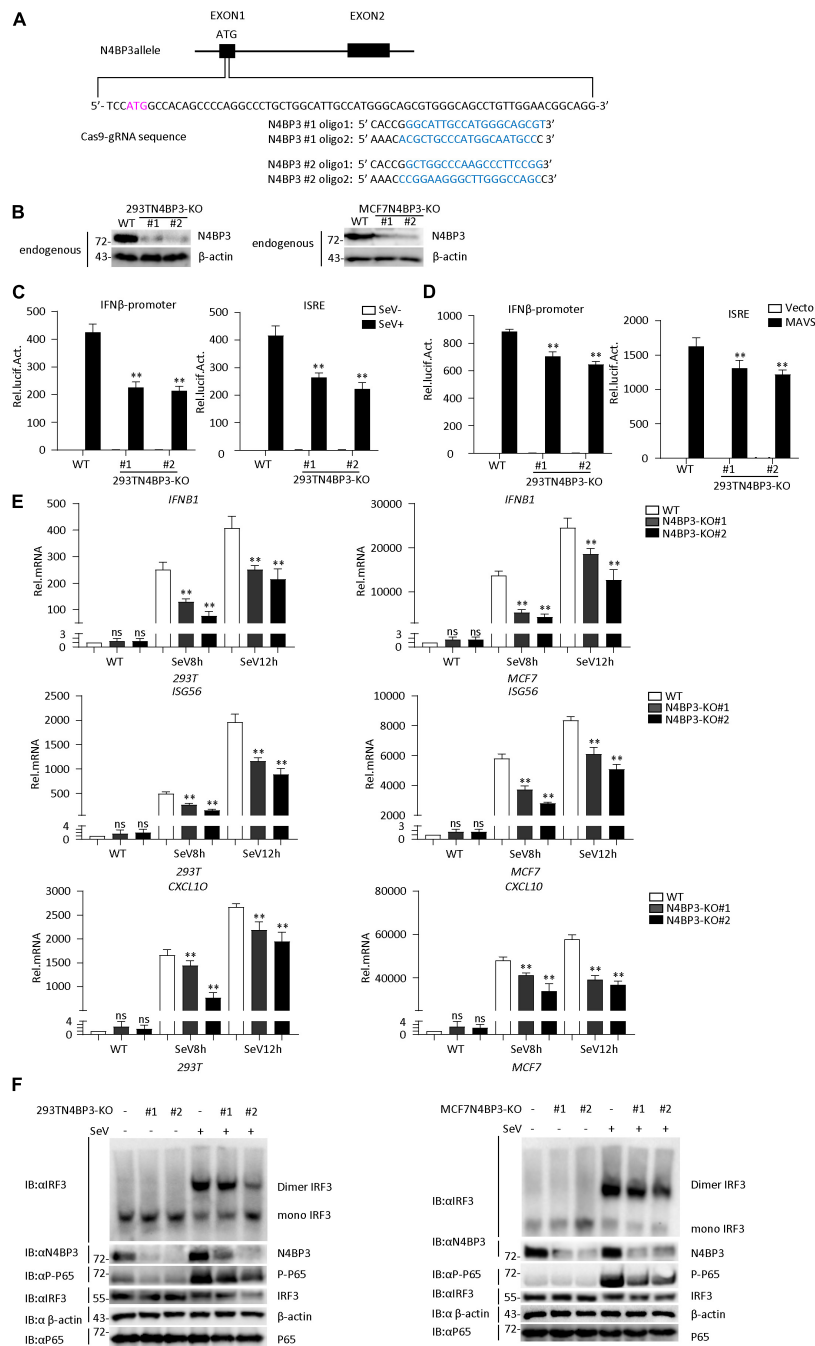 A
EXON1 EXON2
ATG
N4BP3allele
5'- TCCATGGCCACAGCCCCAGGCCCTGCTGGCATTGCCATGGGCAGCGTGGGCAGCCTGTTGGAACGGCAGG-3'
N4BP3 #1 oligo1: 5' CACCGGGCATTGCCATGGGCAGCGT3'
Cas9-gRNA sequence
N4BP3 #1 oligo2: 5' AAACACGCTGCCCATGGCAATGCCC 3'
N4BP3 #2 oligo1: 5' CACCGGCTGGCCCAAGCCCTTCCGG3'
N4BP3 #2 oligo2: 5' AAACCCGGAAGGGCTTGGGCCAGCC3'
B
293TN4BP3-KO
WT #1 #2
endogenous
72- N4BP3
43- β-actin
MCF7N4BP3-KO
WT #1 #2
endogenous
72- N4BP3
43- β-actin
C
IFNβ-promoter
Rel.lucif.Act.
500
400
300
200
100
0
** **
WT #1 #2
293TN4BP3-KO
ISRE
SeV-
SeV+
Rel.lucif.Act.
500
400
300
200
100
0
** **
WT #1 #2
293TN4BP3-KO
D
IFNβ-promoter
Rel.lucif.Act.
1000
800
600
400
200
0
** **
WT #1 #2
293TN4BP3-KO
ISRE
Vecto
MAVS
Rel.lucif.Act.
2000
1500
1000
500
0
** **
WT #1 #2
293TN4BP3-KO
E
IFNB1
Rel.mRNA
500
400
300
200
100
3
0
ns ns ** ** ** **
WT SeV8h SeV12h
293T
IFNB1
WT
N4BP3-KO#1
N4BP3-KO#2
Rel.mRNA
30000
20000
10000
3
0
ns ns ** ** ** **
WT SeV8h SeV12h
MCF7
ISG56
Rel.mRNA
2500
2000
1500
1000
500
4
0
ns ns ** ** ** **
WT SeV8h SeV12h
293T
ISG56
WT
N4BP3-KO#1
N4BP3-KO#2
Rel.mRNA
10000
8000
6000
4000
2000
3
0
ns ns ** ** ** **
WT SeV8h SeV12h
MCF7
CXCL1O
Rel.mRNA
3000
2500
2000
1500
1000
4
0
ns ns ** ** ** **
WT SeV8h SeV12h
293T
CXCL10
WT
N4BP3-KO#1
N4BP3-KO#2
Rel.mRNA
80000
60000
40000
4
0
ns ns ** ** ** **
WT SeV8h SeV12h
MCF7
F
293TN4BP3-KO - #1 #2 - #1 #2
SeV - - - + + +
IB:αIRF3
Dimer IRF3
mono IRF3
IB:αN4BP3 72- N4BP3
IB:αP-P65 72- P-P65
IB:αIRF3 55- IRF3
IB:α β-actin 43- β-actin
IB:αP65 72- P65
MCF7N4BP3-KO - #1 #2 - #1 #2
SeV - - - + + +
IB:αIRF3
Dimer IRF3
mono IRF3
IB:αN4BP3 72- N4BP3
IB:αP-P65 72- P-P65
IB:αIRF3 55- IRF3
IB:α β-actin 43- β-actin
IB:αP65 72- P65